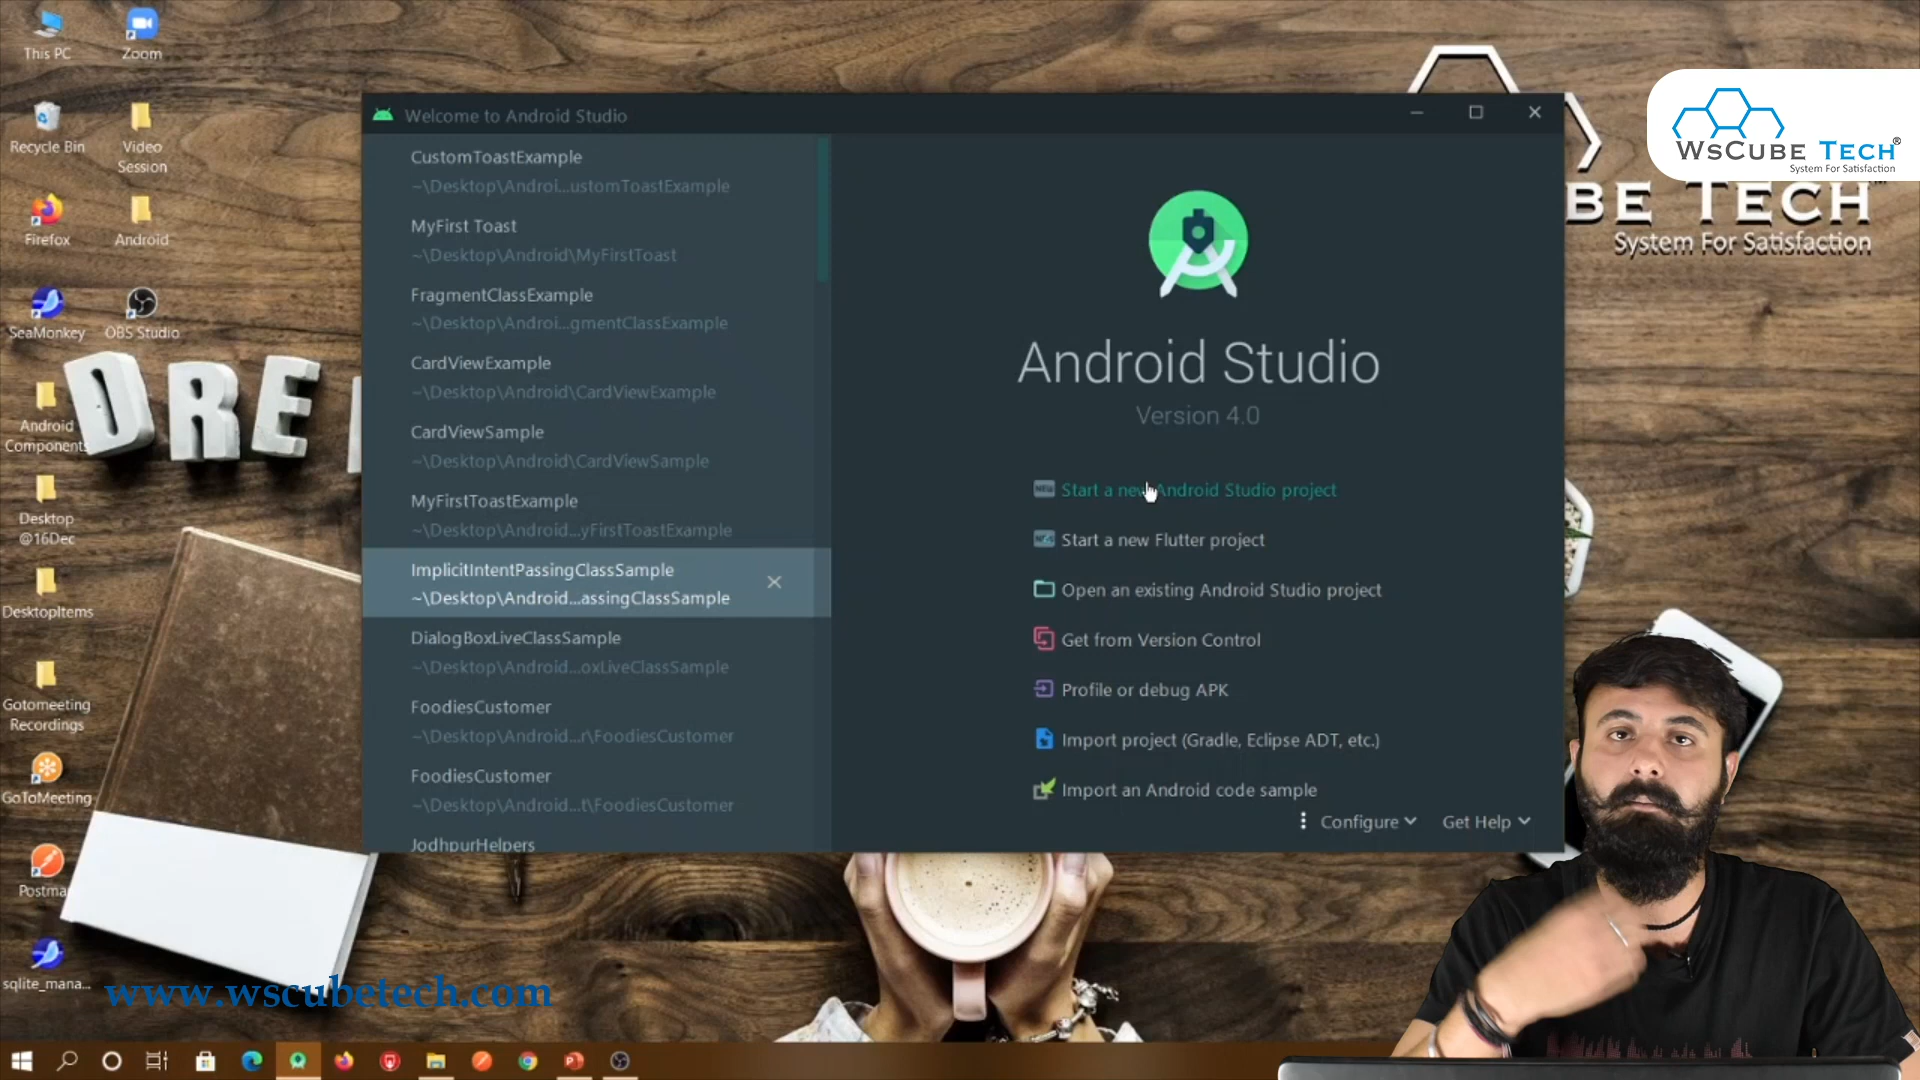 This PC
Zoom
Recycle Bin
Video
Session
Firefox
Android
SeaMonkey
OBS Studio
Android
Components
Desktop
@16Dec
DesktopItems
Gotomeeting
Recordings
GoToMeeting
Postma
sqlite_mana...
DRE
Welcome to Android Studio
CustomToastExample
~\Desktop\Androi...ustomToastExample
MyFirst Toast
~\Desktop\Android\MyFirstToast
FragmentClassExample
~\Desktop\Androi...gmentClassExample
CardViewExample
~\Desktop\Android\CardViewExample
CardViewSample
~\Desktop\Android\CardViewSample
MyFirstToastExample
~\Desktop\Android...yFirstToastExample
ImplicitIntentPassingClassSample
~\Desktop\Android...assingClassSample
DialogBoxLiveClassSample
~\Desktop\Android...oxLiveClassSample
FoodiesCustomer
~\Desktop\Android...r\FoodiesCustomer
FoodiesCustomer
~\Desktop\Android...t\FoodiesCustomer
JodhpurHelpers
Android Studio
Version 4.0
Start a new Android Studio project
Start a new Flutter project
Open an existing Android Studio project
Get from Version Control
Profile or debug APK
Import project (Gradle, Eclipse ADT, etc.)
Import an Android code sample
Configure
Get Help
WSCUBE TECH®
System For Satisfaction
BE TECH
System For Satisfaction
www.wscubetech.com